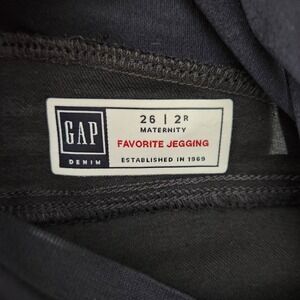 GAP
DENIM
26 | 2R
MATERNITY
FAVORITE JEGGING
ESTABLISHED IN 1969